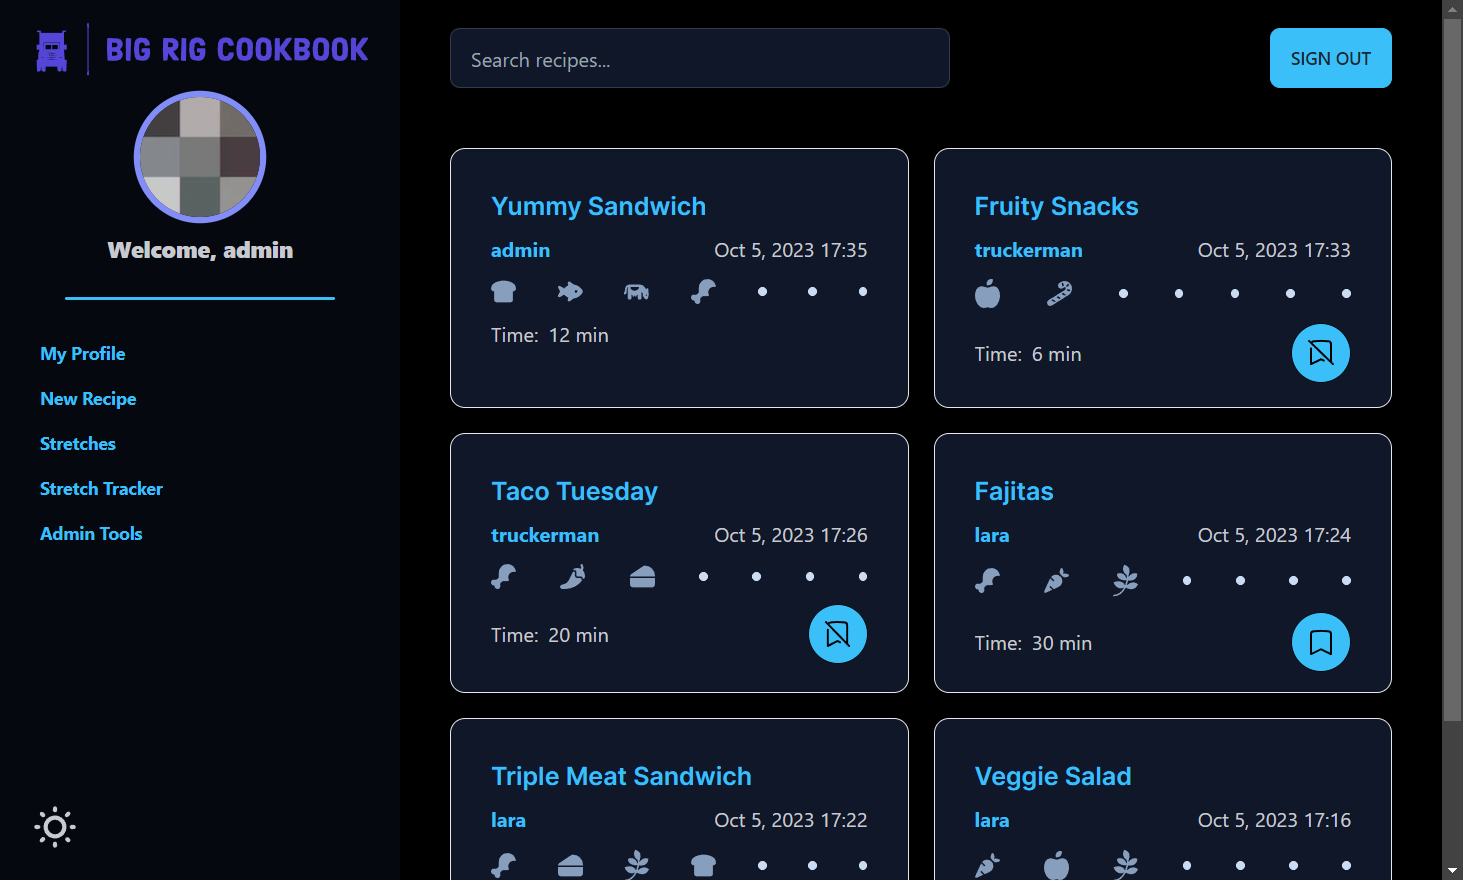 BIG RIG COOKBOOK
Welcome, admin
My Profile
New Recipe
Stretches
Stretch Tracker
Admin Tools
Search recipes...
SIGN OUT
Yummy Sandwich
admin Oct 5, 2023 17:35
Time: 12 min
Fruity Snacks
truckerman Oct 5, 2023 17:33
Time: 6 min
Taco Tuesday
truckerman Oct 5, 2023 17:26
Time: 20 min
Fajitas
lara Oct 5, 2023 17:24
Time: 30 min
Triple Meat Sandwich
lara Oct 5, 2023 17:22
Veggie Salad
lara Oct 5, 2023 17:16